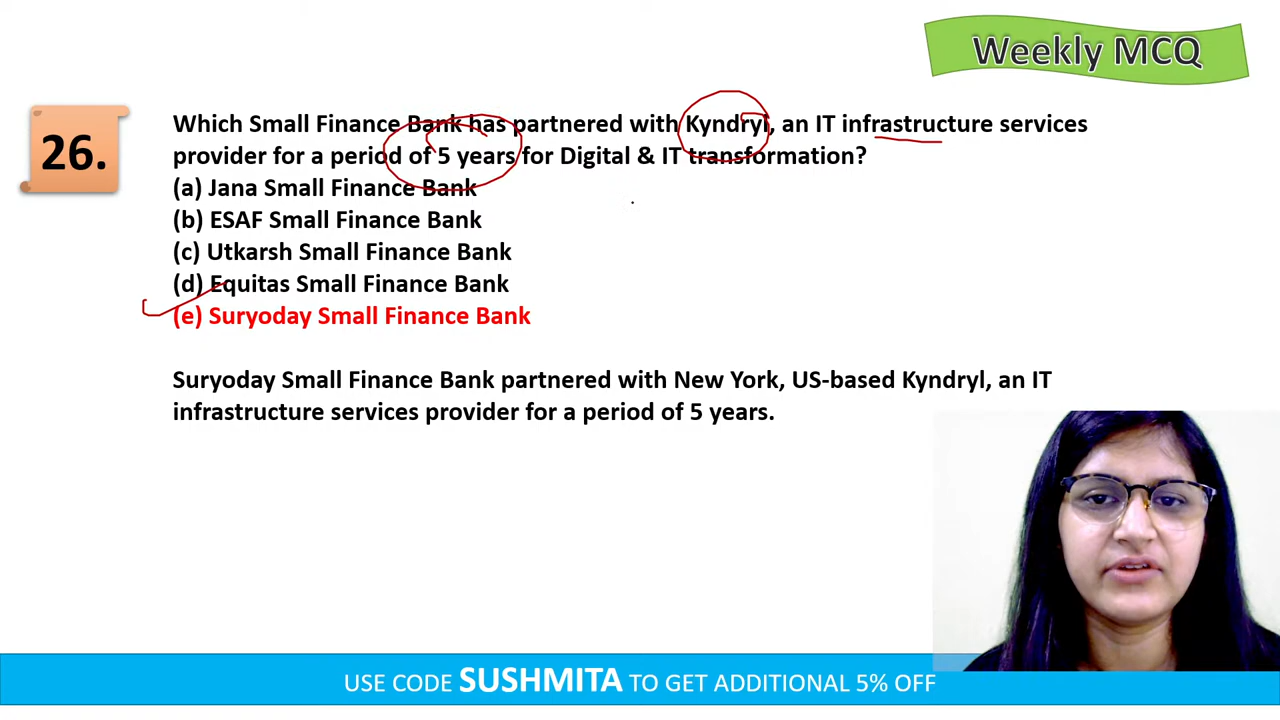 Weekly MCQ
26.
Which Small Finance Bank has partnered with Kyndryl, an IT infrastructure services
provider for a period of 5 years for Digital & IT transformation?
(a) Jana Small Finance Bank
(b) ESAF Small Finance Bank
(c) Utkarsh Small Finance Bank
(d) Equitas Small Finance Bank
(e) Suryoday Small Finance Bank
Suryoday Small Finance Bank partnered with New York, US-based Kyndryl, an IT
infrastructure services provider for a period of 5 years.
USE CODE SUSHMITA TO GET ADDITIONAL 5% OFF